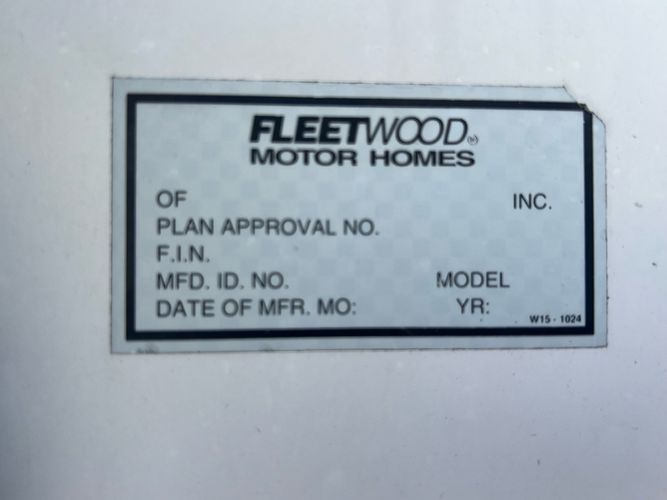 FLEETWOOD®
MOTOR HOMES
OF INC.
PLAN APPROVAL NO.
F.I.N.
MFD. ID. NO. MODEL
DATE OF MFR. MO: YR:
W15 - 1024